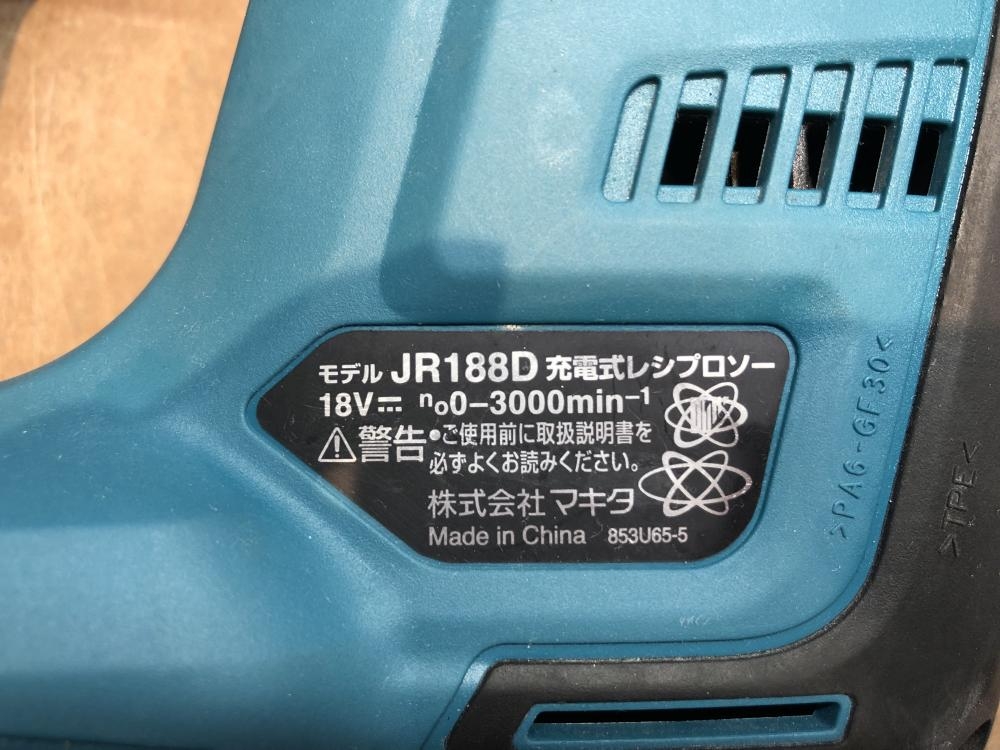 モデル JR188D 充電式レシプロソー
18V⎓ n₀0−3000min⁻¹
⚠警告 •ご使用前に取扱説明書を
必ずよくお読みください。
株式会社 マキタ
Made in China 853U65-5
>PA6-GF30<
>TPE<